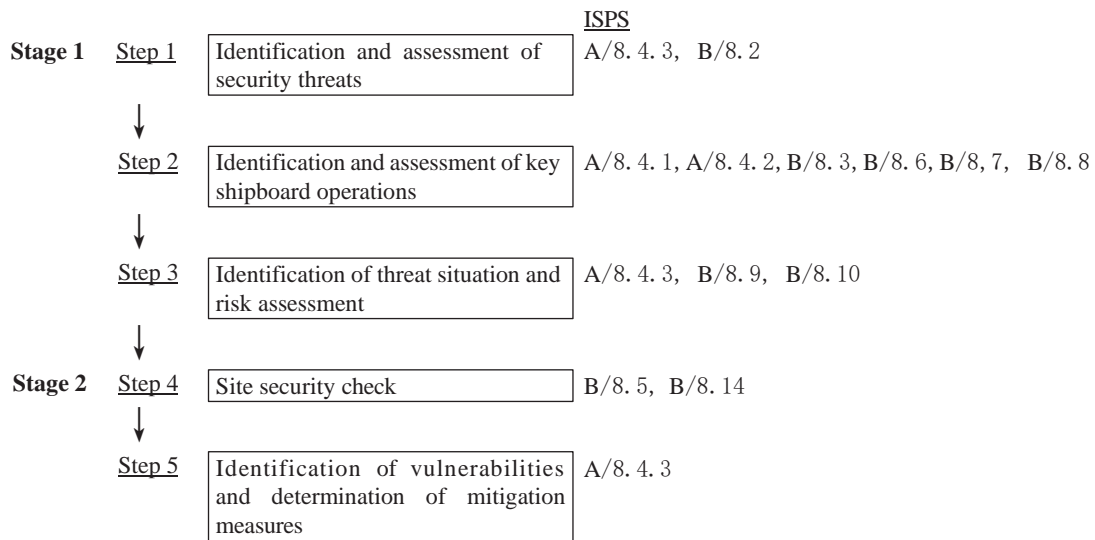 ISPS
Stage 1 Step 1 Identification and assessment of A/8.4.3, B/8.2
security threats
Step 2 Identification and assessment of key A/8.4.1, A/8.4.2, B/8.3, B/8.6, B/8,7, B/8.8
shipboard operations
Step 3 Identification of threat situation and A/8.4.3, B/8.9, B/8.10
risk assessment
Stage 2 Step 4 Site security check B/8.5, B/8.14
Step 5 Identification of vulnerabilities A/8.4.3
and determination of mitigation
measures